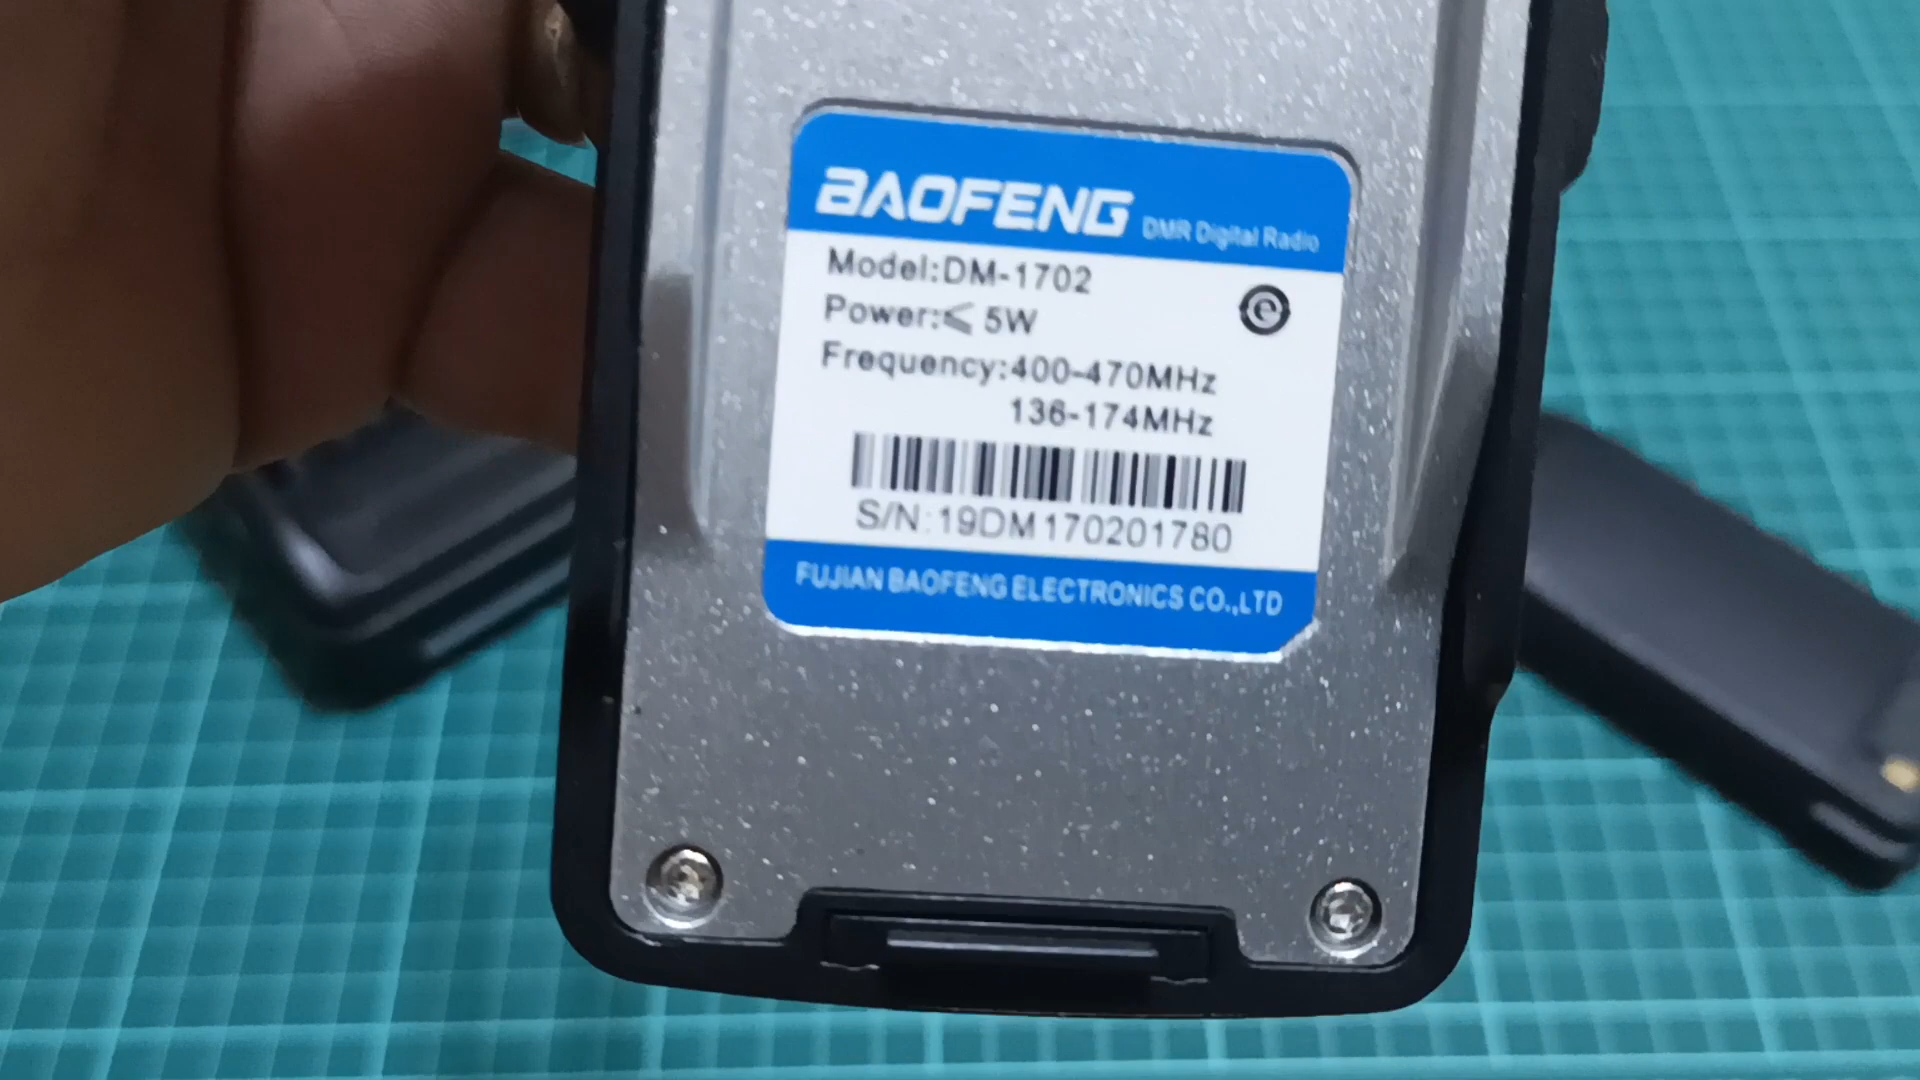 BAOFENG DMR Digital Radio
Model:DM-1702
Power:⩽ 5W
Frequency:400-470MHz
136-174MHz
S/N:19DM170201780
FUJIAN BAOFENG ELECTRONICS CO.,LTD